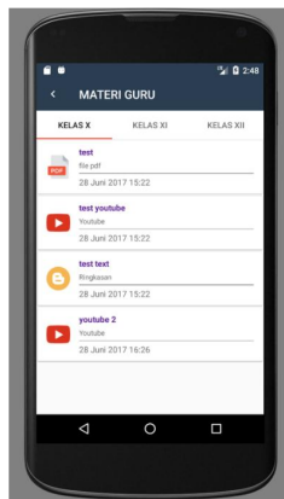 2:48
MATERI GURU
KELAS X KELAS XI KELAS XII
test
PDF
file pdf
28 Juni 2017 15:22
test youtube
Youtube
28 Juni 2017 15:22
test text
Ringkasan
28 Juni 2017 15:22
youtube 2
Youtube
28 Juni 2017 16:26